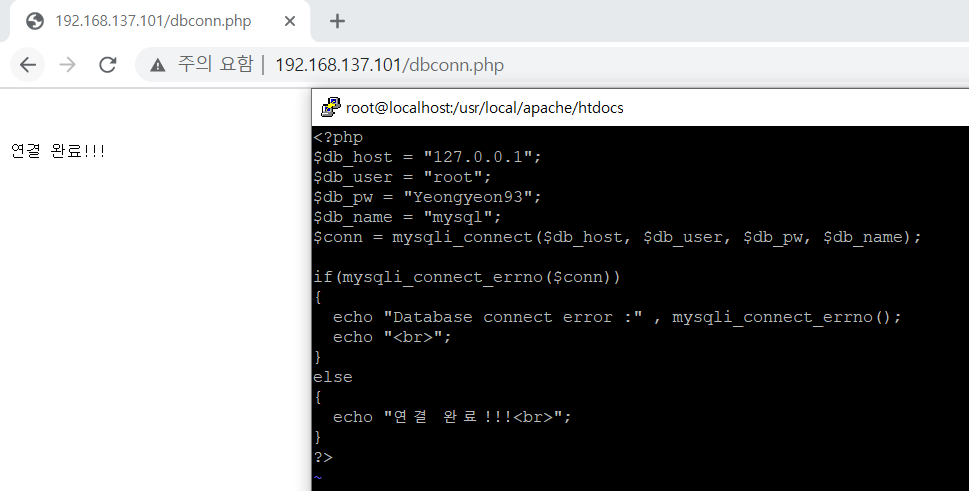 192.168.137.101/dbconn.php
주의 요함 | 192.168.137.101/dbconn.php
연결 완료!!!
root@localhost:/usr/local/apache/htdocs
<?php
$db_host = "127.0.0.1";
$db_user = "root";
$db_pw = "Yeongyeon93";
$db_name = "mysql";
$conn = mysqli_connect($db_host, $db_user, $db_pw, $db_name);
if(mysqli_connect_errno($conn))
{
  echo "Database connect error :" , mysqli_connect_errno();
  echo "<br>";
}
else
{
  echo "연결 완료!!!<br>";
}
?>
~